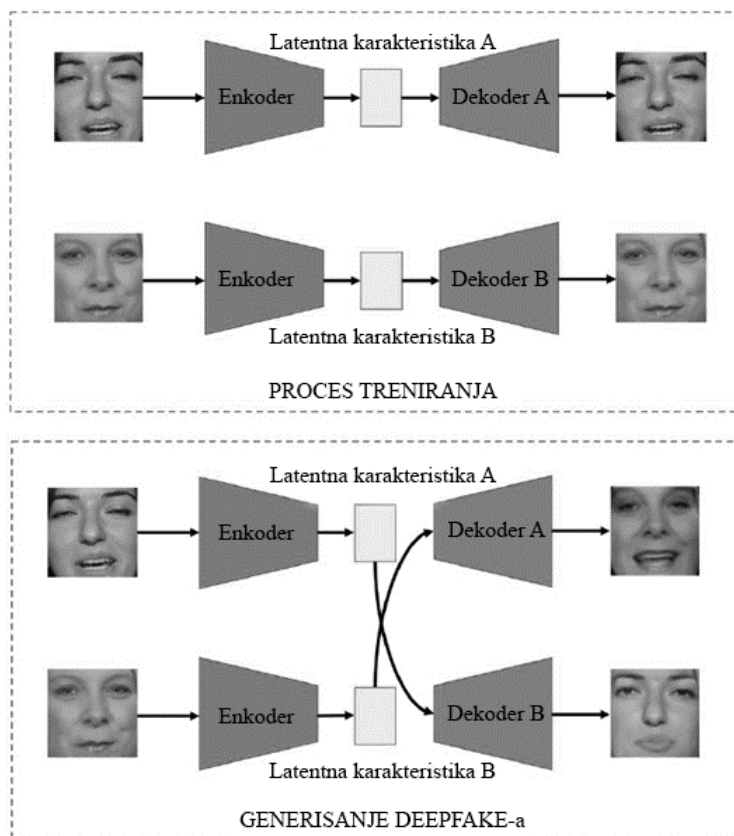 Latentna karakteristika A
Enkoder
Dekoder A
Enkoder
Dekoder B
Latentna karakteristika B
PROCES TRENIRANJA
Latentna karakteristika A
Enkoder
Dekoder A
Enkoder
Dekoder B
Latentna karakteristika B
GENERISANJE DEEPFAKE-a